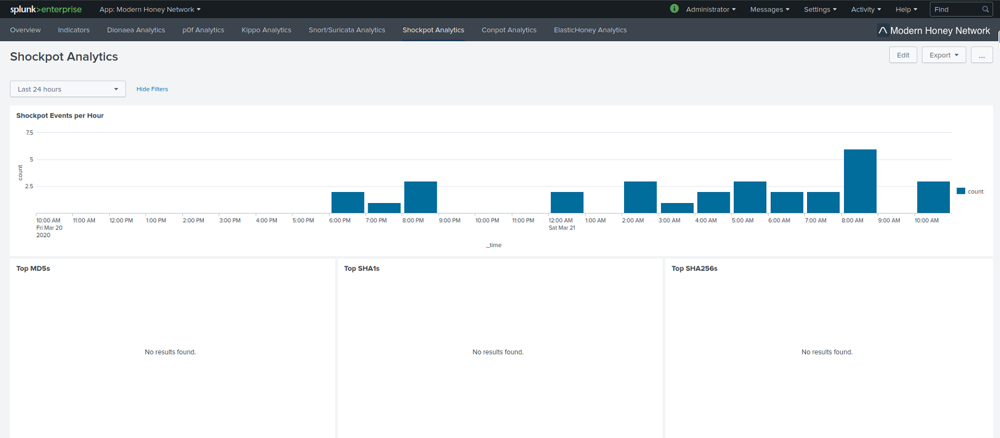 splunk>enterprise App: Modern Honey Network Administrator Messages Settings Activity Help Find
Overview Indicators Dionaea Analytics p0f Analytics Kippo Analytics Snort/Suricata Analytics Shockpot Analytics Conpot Analytics ElasticHoney Analytics Modern Honey Network
Shockpot Analytics Edit Export ...
Last 24 hours Hide Filters
Shockpot Events per Hour
7.5
5
2.5
count
count
10:00 AM 11:00 AM 12:00 PM 1:00 PM 2:00 PM 3:00 PM 4:00 PM 5:00 PM 6:00 PM 7:00 PM 8:00 PM 9:00 PM 10:00 PM 11:00 PM 12:00 AM 1:00 AM 2:00 AM 3:00 AM 4:00 AM 5:00 AM 6:00 AM 7:00 AM 8:00 AM 9:00 AM 10:00 AM
Fri Mar 20 Sat Mar 21
2020
_time
Top MD5s Top SHA1s Top SHA256s
No results found. No results found. No results found.